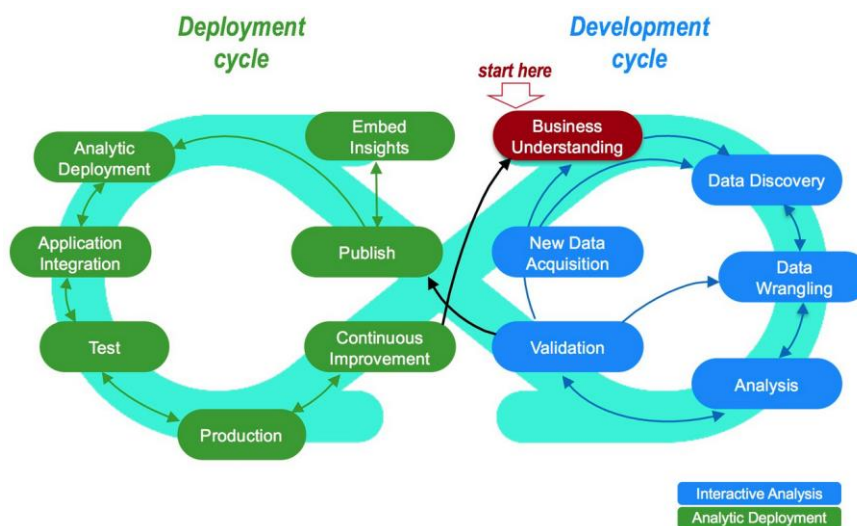 Deployment
cycle
Development
cycle
start here
Embed
Insights
Business
Understanding
Analytic
Deployment
Data Discovery
Application
Integration
Publish
New Data
Acquisition
Data
Wrangling
Test
Continuous
Improvement
Validation
Analysis
Production
Interactive Analysis
Analytic Deployment